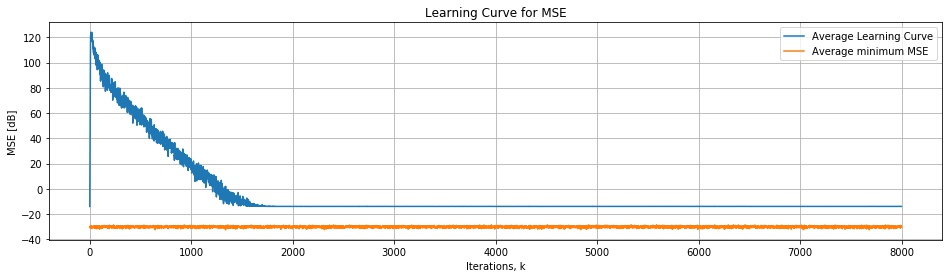 Learning Curve for MSE
Average Learning Curve
Average minimum MSE
MSE [dB]
120
100
80
60
40
20
0
−20
−40
0 1000 2000 3000 4000 5000 6000 7000 8000
Iterations, k